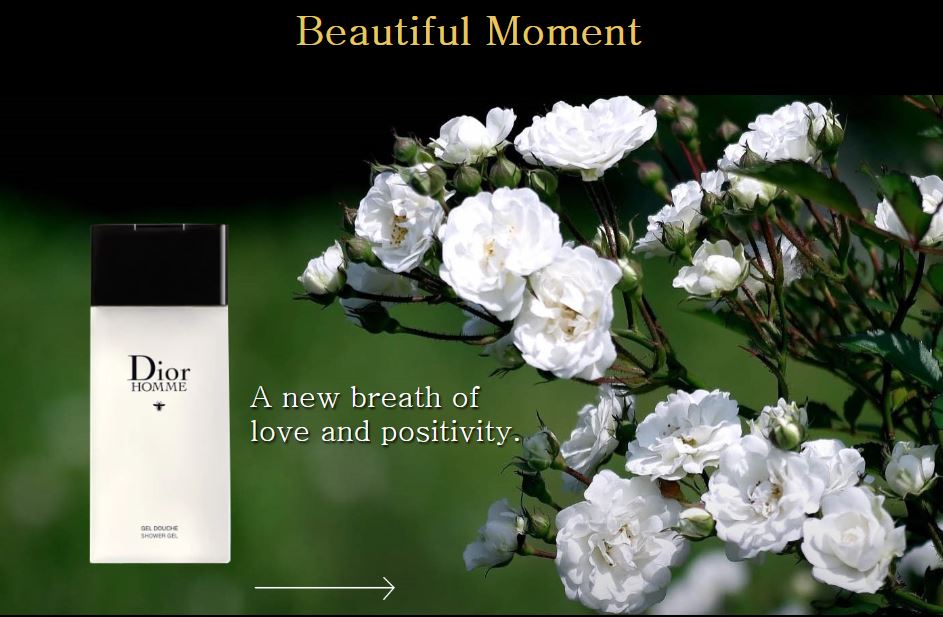 Beautiful Moment
Dior
HOMME
A new breath of
love and positivity.
GEL DOUCHE
SHOWER GEL